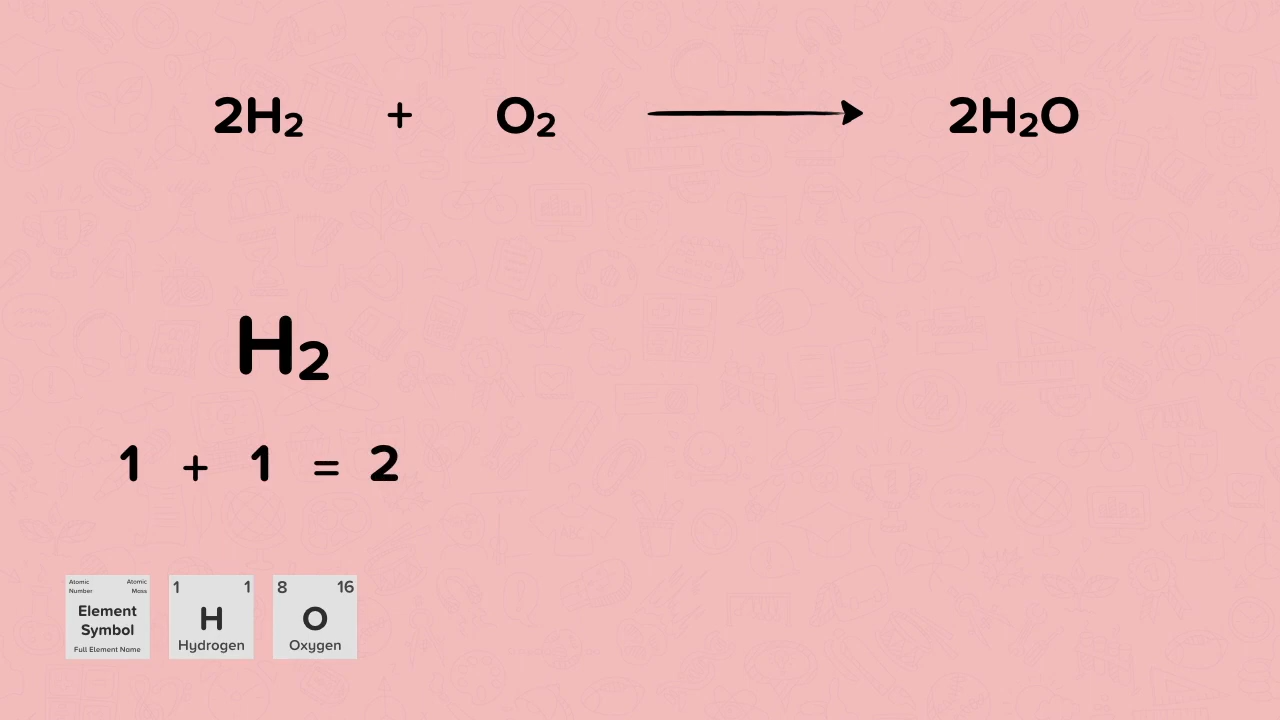 2H₂ + O₂ ⟶ 2H₂O
H₂
1 + 1 = 2
Atomic Number Atomic Mass
Element Symbol
Full Element Name
1 1
H
Hydrogen
8 16
O
Oxygen